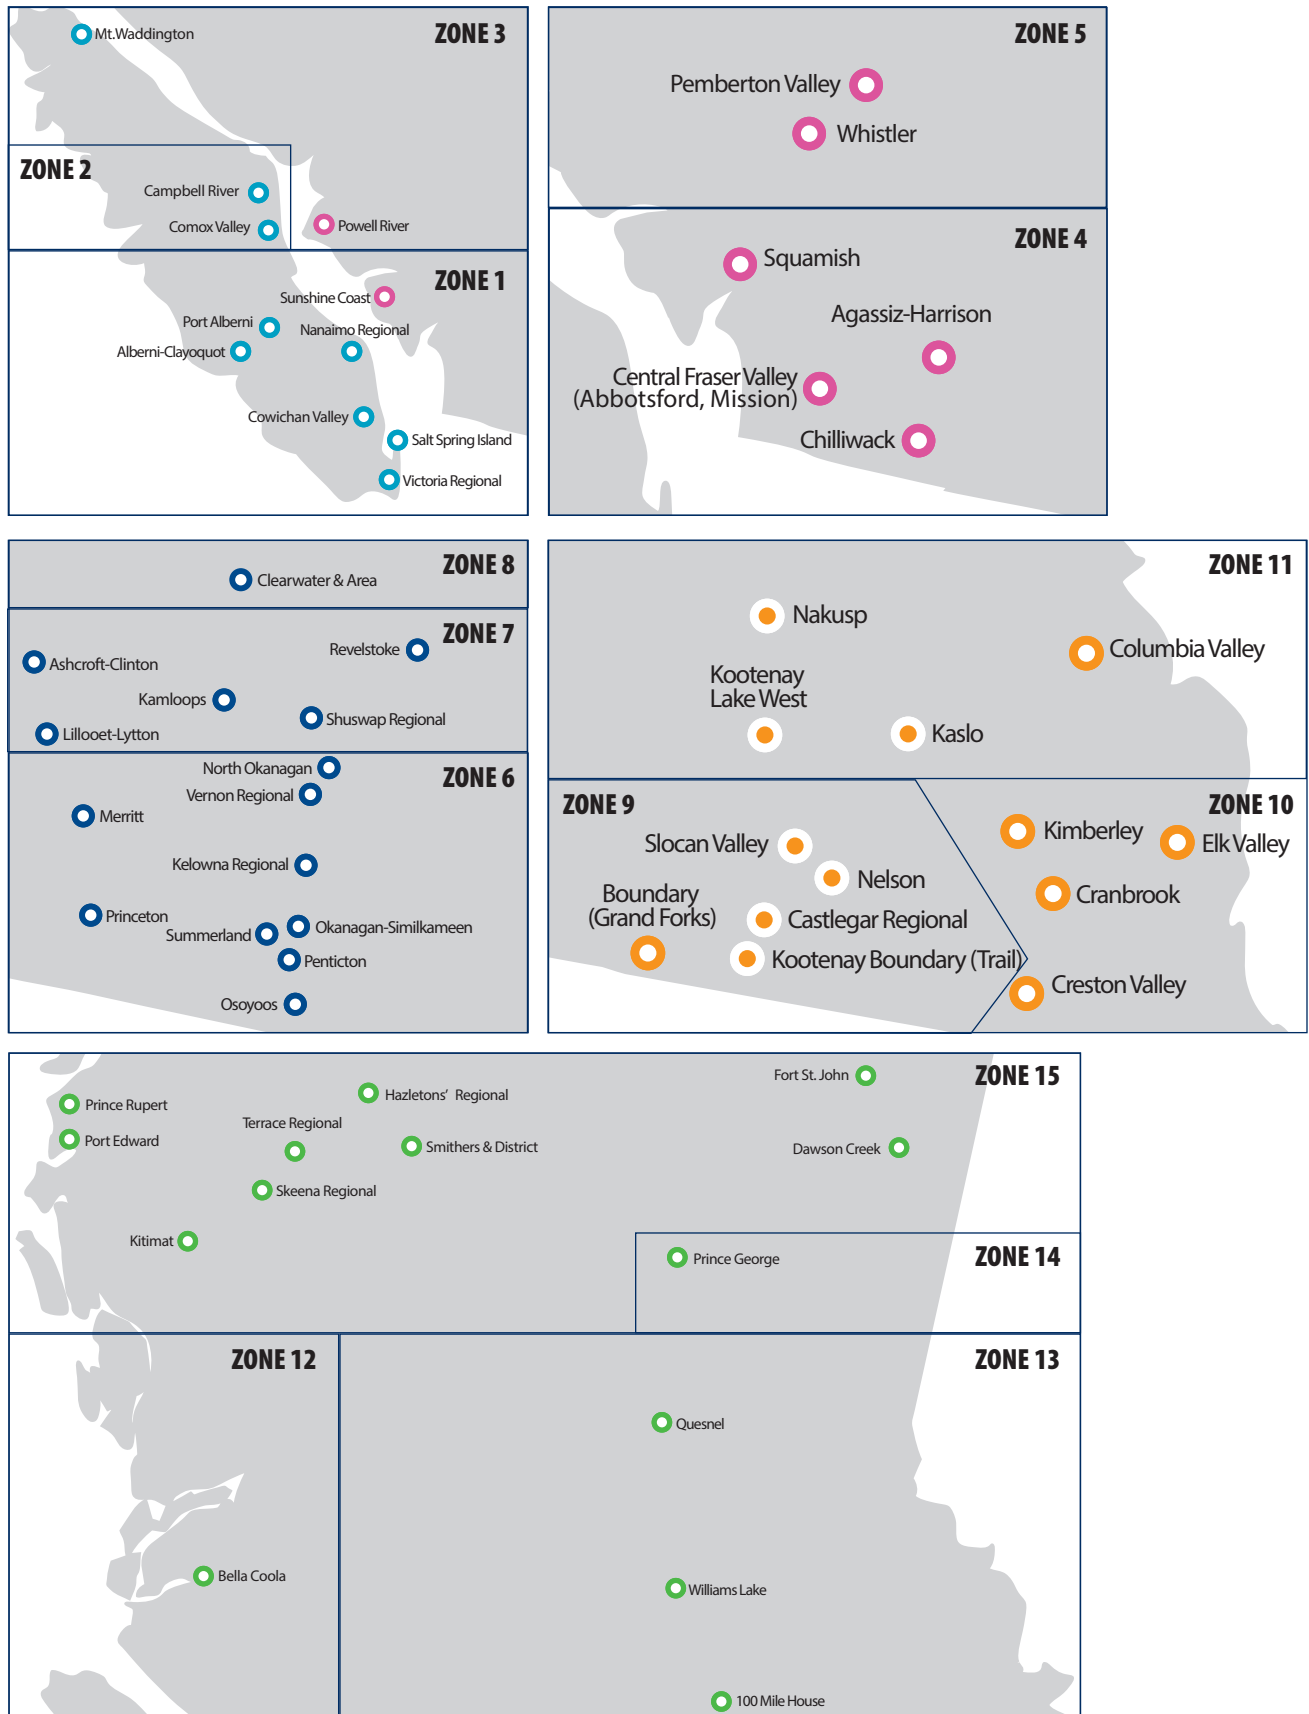 ZONE 3
Mt.Waddington
ZONE 2
Campbell River
Comox Valley
Powell River
ZONE 1
Sunshine Coast
Port Alberni
Nanaimo Regional
Alberni-Clayoquot
Cowichan Valley
Salt Spring Island
Victoria Regional
ZONE 5
Pemberton Valley
Whistler
ZONE 4
Squamish
Agassiz-Harrison
Central Fraser Valley
(Abbotsford, Mission)
Chilliwack
ZONE 8
Clearwater & Area
ZONE 7
Revelstoke
Ashcroft-Clinton
Kamloops
Shuswap Regional
Lillooet-Lytton
ZONE 6
North Okanagan
Vernon Regional
Merritt
Kelowna Regional
Princeton
Summerland
Okanagan-Similkameen
Penticton
Osoyoos
ZONE 11
Nakusp
Columbia Valley
Kootenay
Lake West
Kaslo
ZONE 9
Slocan Valley
Nelson
Boundary
(Grand Forks)
Castlegar Regional
Kootenay Boundary (Trail)
ZONE 10
Kimberley
Elk Valley
Cranbrook
Creston Valley
ZONE 15
Fort St. John
Hazletons' Regional
Prince Rupert
Terrace Regional
Port Edward
Smithers & District
Dawson Creek
Skeena Regional
Kitimat
ZONE 14
Prince George
ZONE 12
Bella Coola
ZONE 13
Quesnel
Williams Lake
100 Mile House